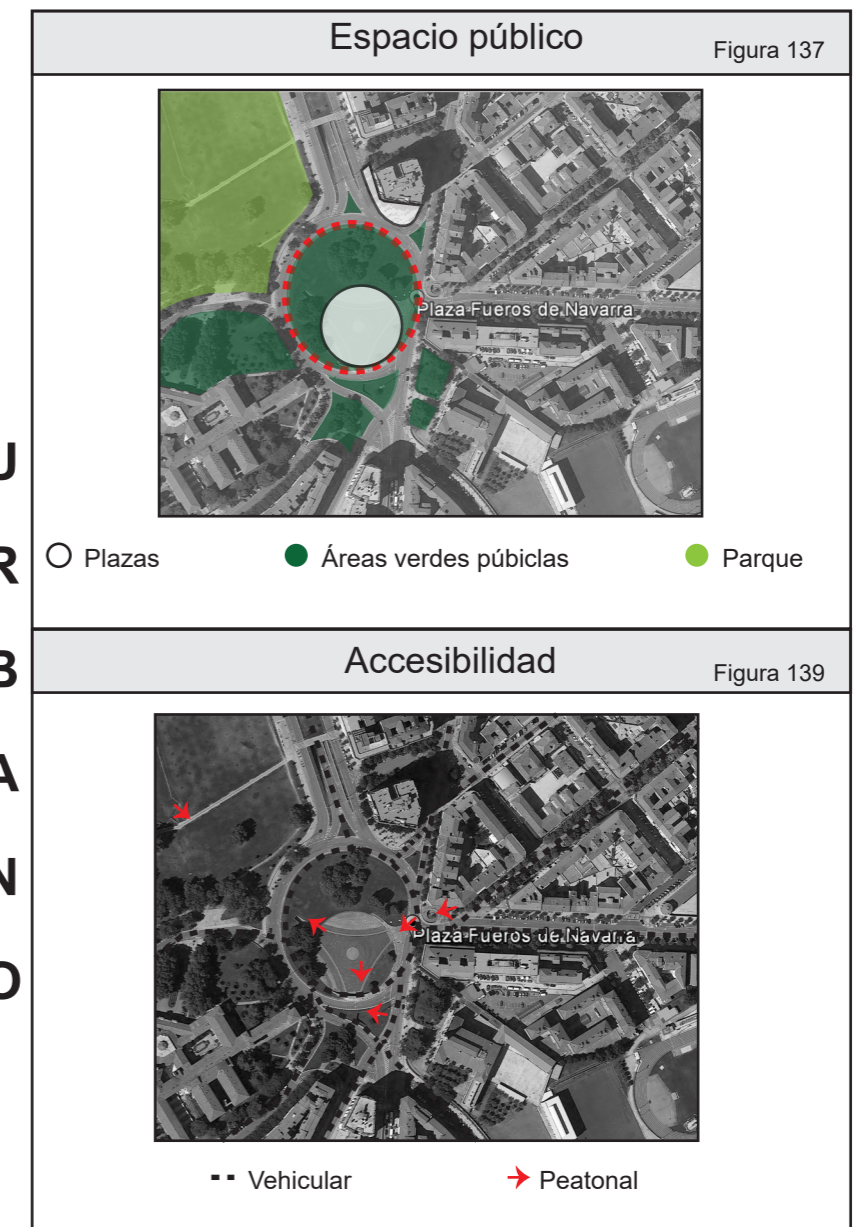 Espacio público
Figura 137
Plaza Fueros de Navarra
Plazas
Áreas verdes púbiclas
Parque
U
R
B
A
N
O
Accesibilidad
Figura 139
Plaza Fueros de Navarra
Vehicular
Peatonal